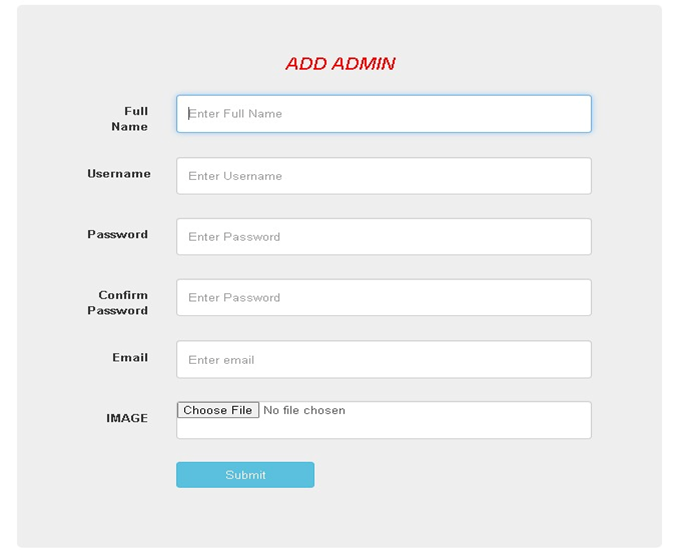 ADD ADMIN
Full
Name
Enter Full Name
Username
Enter Username
Password
Enter Password
Confirm
Password
Enter Password
Email
Enter email
IMAGE
Choose File No file chosen
Submit